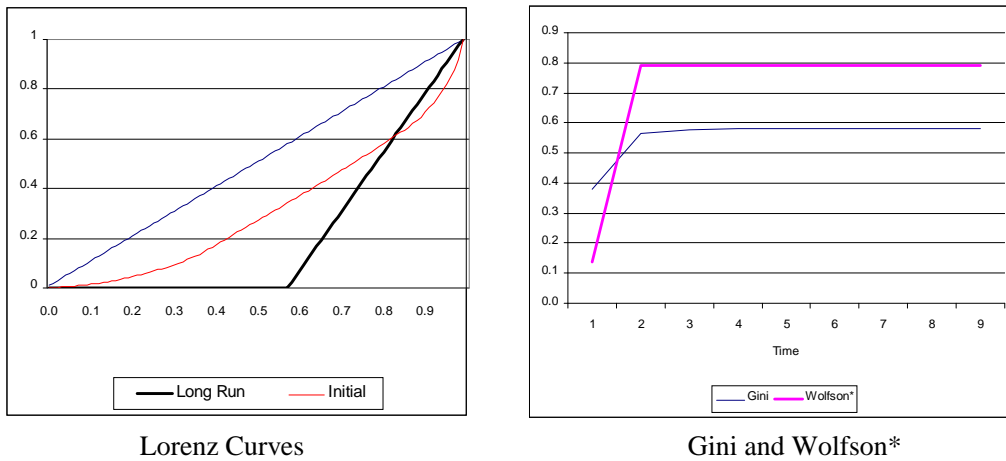 1
0.8
0.6
0.4
0.2
0
0.0 0.1 0.2 0.3 0.4 0.5 0.6 0.7 0.8 0.9
Long Run Initial
Lorenz Curves
0.9
0.8
0.7
0.6
0.5
0.4
0.3
0.2
0.1
0.0
1 2 3 4 5 6 7 8 9
Time
Gini Wolfson*
Gini and Wolfson*